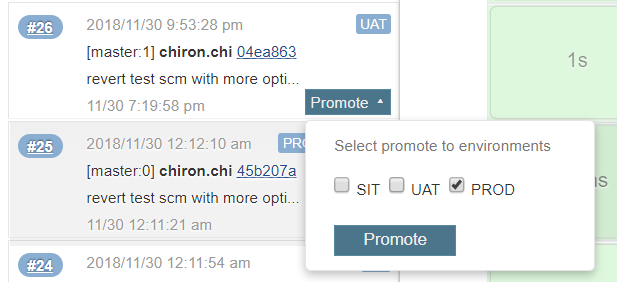 #26 2018/11/30 9:53:28 pm UAT
[master:1] chiron.chi 04ea863
revert test scm with more opti...
11/30 7:19:58 pm
Promote
1s
#25 2018/11/30 12:12:10 am
[master:0] chiron.chi 45b207a
revert test scm with more opti...
11/30 12:11:21 am
Select promote to environments
SIT UAT PROD
Promote
#24 2018/11/30 12:11:54 am